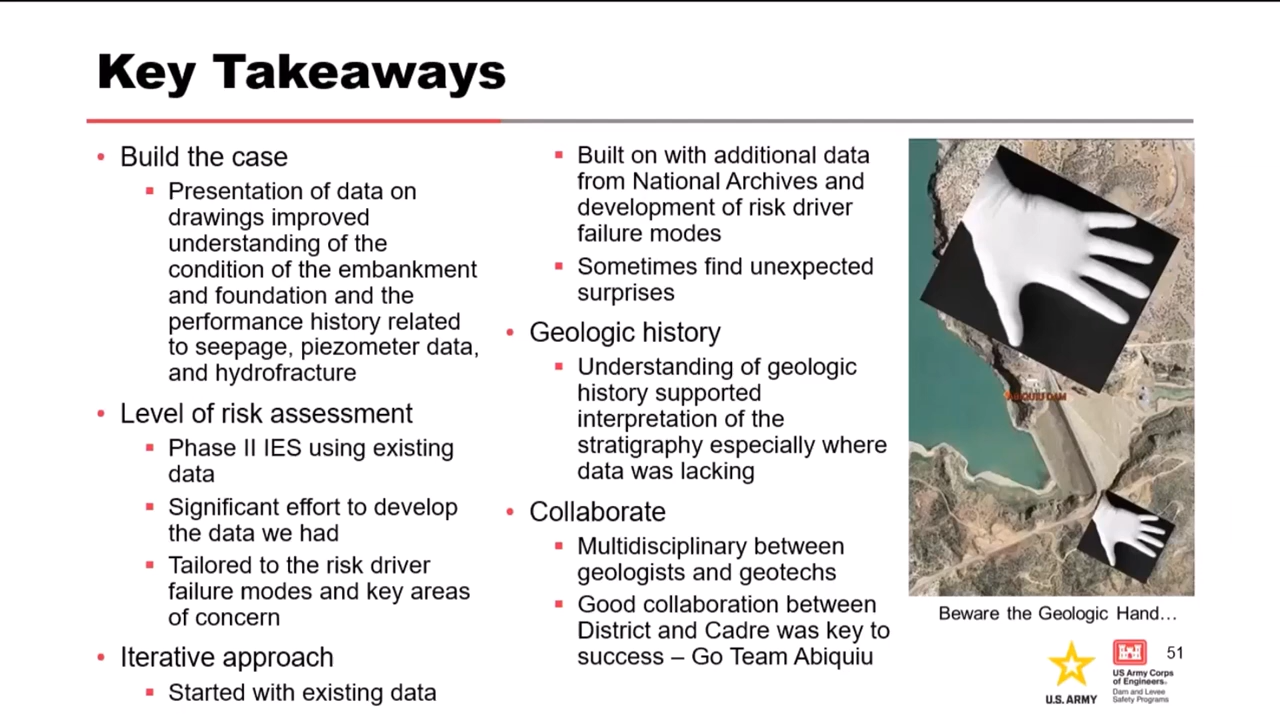 Key Takeaways
• Build the case
▪ Presentation of data on
drawings improved
understanding of the
condition of the embankment
and foundation and the
performance history related
to seepage, piezometer data,
and hydrofracture
• Level of risk assessment
▪ Phase II IES using existing
data
▪ Significant effort to develop
the data we had
▪ Tailored to the risk driver
failure modes and key areas
of concern
• Iterative approach
▪ Started with existing data
▪ Built on with additional data
from National Archives and
development of risk driver
failure modes
▪ Sometimes find unexpected
surprises
• Geologic history
▪ Understanding of geologic
history supported
interpretation of the
stratigraphy especially where
data was lacking
• Collaborate
▪ Multidisciplinary between
geologists and geotechs
▪ Good collaboration between
District and Cadre was key to
success – Go Team Abiquiu
ABIQUIU DAM
Beware the Geologic Hand…
U.S. ARMY
US Army Corps
of Engineers®
Dam and Levee
Safety Programs
51